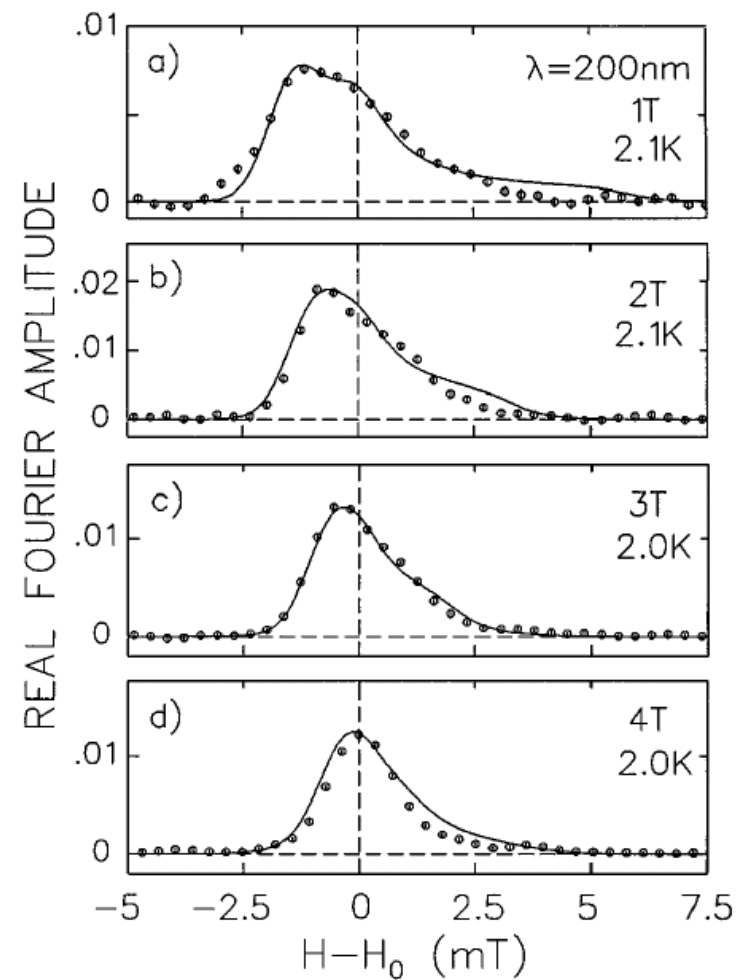 REAL FOURIER AMPLITUDE
.01
0
a)
λ=200nm
1T
2.1K
.02
.01
0
b)
2T
2.1K
.01
0
c)
3T
2.0K
.01
0
d)
4T
2.0K
−5 −2.5 0 2.5 5 7.5
H−H₀ (mT)